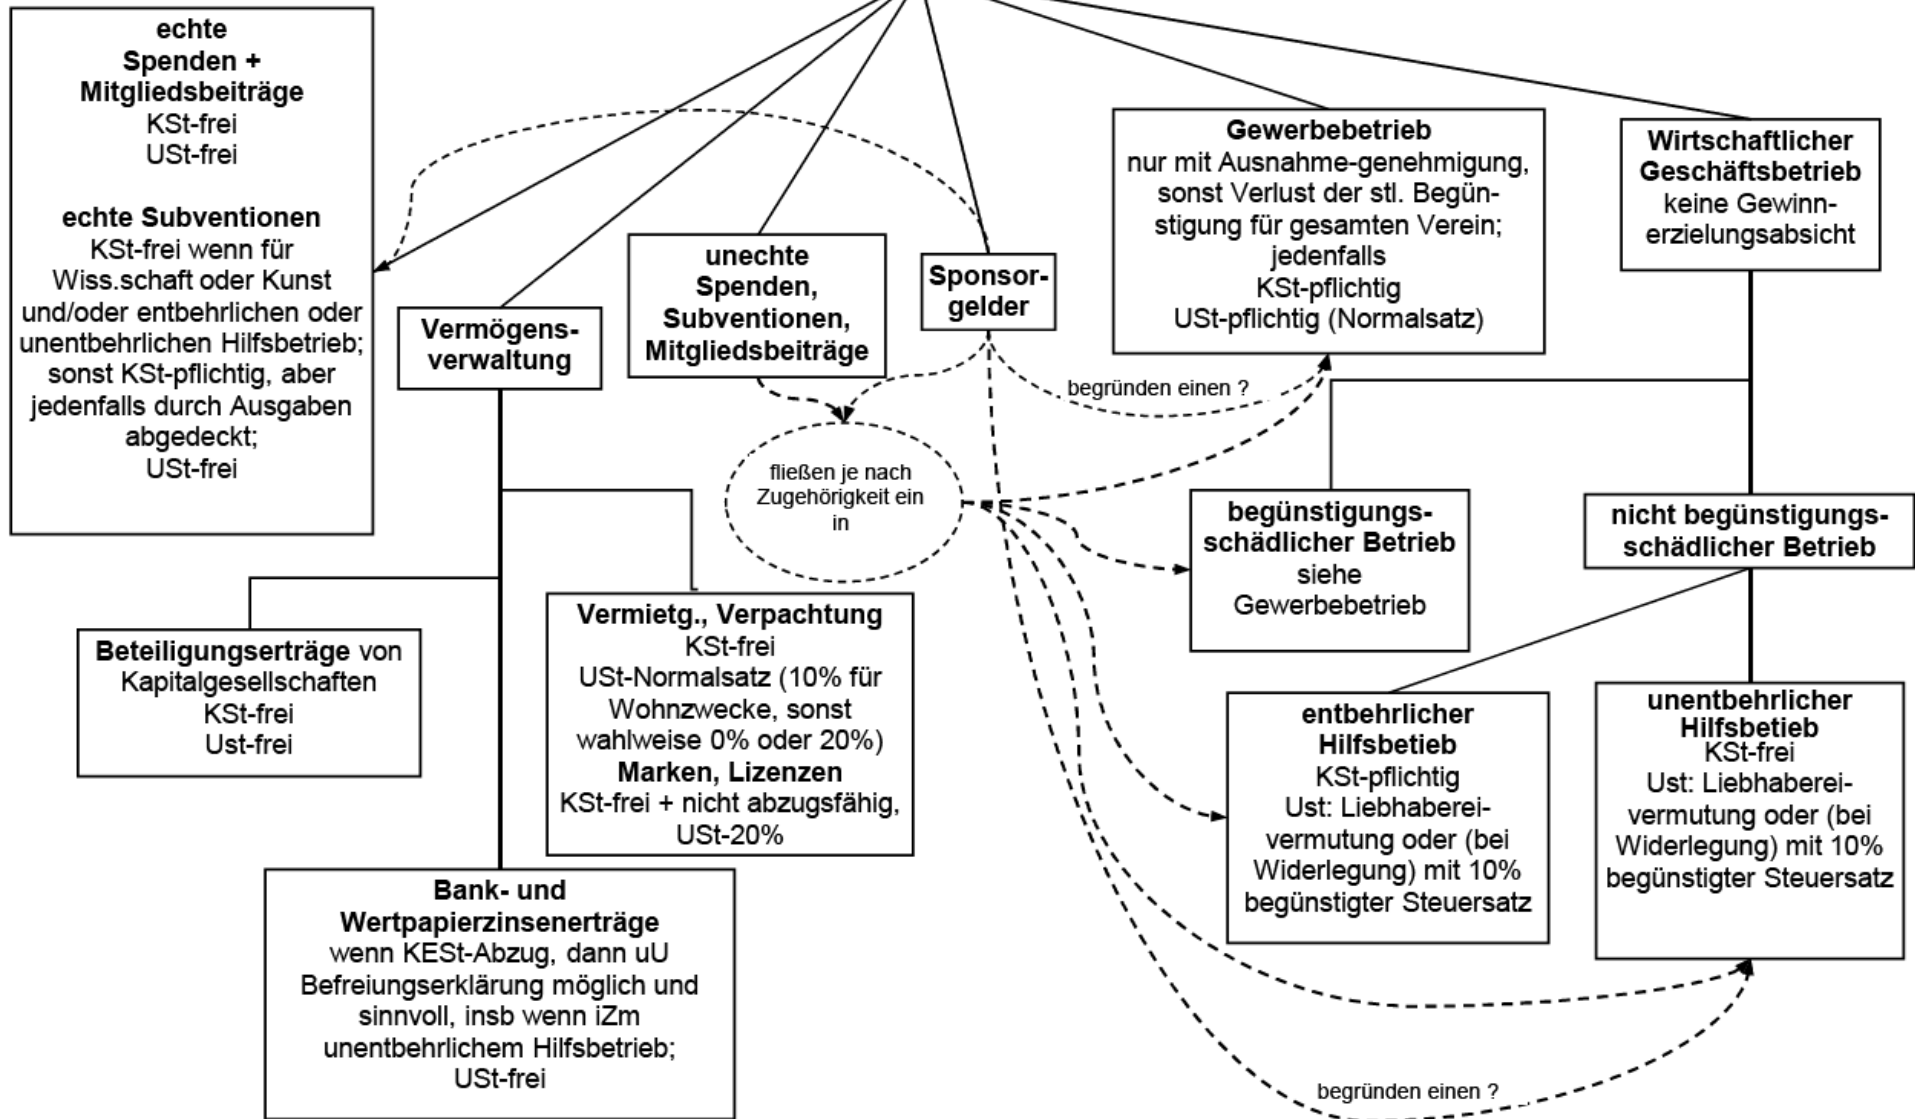 echte
Spenden +
Mitgliedsbeiträge
KSt-frei
USt-frei
echte Subventionen
KSt-frei wenn für
Wiss.schaft oder Kunst
und/oder entbehrlichen oder
unentbehrlichen Hilfsbetrieb;
sonst KSt-pflichtig, aber
jedenfalls durch Ausgaben
abgedeckt;
USt-frei
Vermögens-
verwaltung
unechte
Spenden,
Subventionen,
Mitgliedsbeiträge
Sponsor-
gelder
Gewerbebetrieb
nur mit Ausnahme-genehmigung,
sonst Verlust der stl. Begün-
stigung für gesamten Verein;
jedenfalls
KSt-pflichtig
USt-pflichtig (Normalsatz)
Wirtschaftlicher
Geschäftsbetrieb
keine Gewinn-
erzielungsabsicht
begründen einen ?
fließen je nach
Zugehörigkeit ein
in
begünstigungs-
schädlicher Betrieb
siehe
Gewerbebetrieb
nicht begünstigungs-
schädlicher Betrieb
Beteiligungserträge von
Kapitalgesellschaften
KSt-frei
Ust-frei
Vermietg., Verpachtung
KSt-frei
USt-Normalsatz (10% für
Wohnzwecke, sonst
wahlweise 0% oder 20%)
Marken, Lizenzen
KSt-frei + nicht abzugsfähig,
USt-20%
entbehrlicher
Hilfsbetieb
KSt-pflichtig
Ust: Liebhaberei-
vermutung oder (bei
Widerlegung) mit 10%
begünstigter Steuersatz
unentbehrlicher
Hilfsbetieb
KSt-frei
Ust: Liebhaberei-
vermutung oder (bei
Widerlegung) mit 10%
begünstigter Steuersatz
Bank- und
Wertpapierzinsenerträge
wenn KESt-Abzug, dann uU
Befreiungserklärung möglich und
sinnvoll, insb wenn iZm
unentbehrlichem Hilfsbetrieb;
USt-frei
begründen einen ?